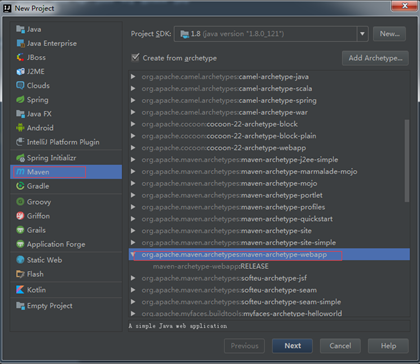 New Project
Java
Java Enterprise
JBoss
J2ME
Clouds
Spring
Java FX
Android
IntelliJ Platform Plugin
Spring Initializr
Maven
Gradle
Groovy
Griffon
Grails
Application Forge
Static Web
Flash
Kotlin
Empty Project
Project SDK: 1.8 (java version "1.8.0_121") New...
Create from archetype Add Archetype...
org.apache.camel.archetypes:camel-archetype-java
org.apache.camel.archetypes:camel-archetype-scala
org.apache.camel.archetypes:camel-archetype-spring
org.apache.camel.archetypes:camel-archetype-war
org.apache.cocoon:cocoon-22-archetype-block
org.apache.cocoon:cocoon-22-archetype-block-plain
org.apache.cocoon:cocoon-22-archetype-webapp
org.apache.maven.archetypes:maven-archetype-j2ee-simple
org.apache.maven.archetypes:maven-archetype-marmalade-mojo
org.apache.maven.archetypes:maven-archetype-mojo
org.apache.maven.archetypes:maven-archetype-portlet
org.apache.maven.archetypes:maven-archetype-profiles
org.apache.maven.archetypes:maven-archetype-quickstart
org.apache.maven.archetypes:maven-archetype-site
org.apache.maven.archetypes:maven-archetype-site-simple
org.apache.maven.archetypes:maven-archetype-webapp
maven-archetype-webapp:RELEASE
org.apache.maven.archetypes:softeu-archetype-jsf
org.apache.maven.archetypes:softeu-archetype-seam
org.apache.maven.archetypes:softeu-archetype-seam-simple
org.apache.myfaces.buildtools:myfaces-archetype-helloworld
A simple Java web application
Previous Next Cancel Help